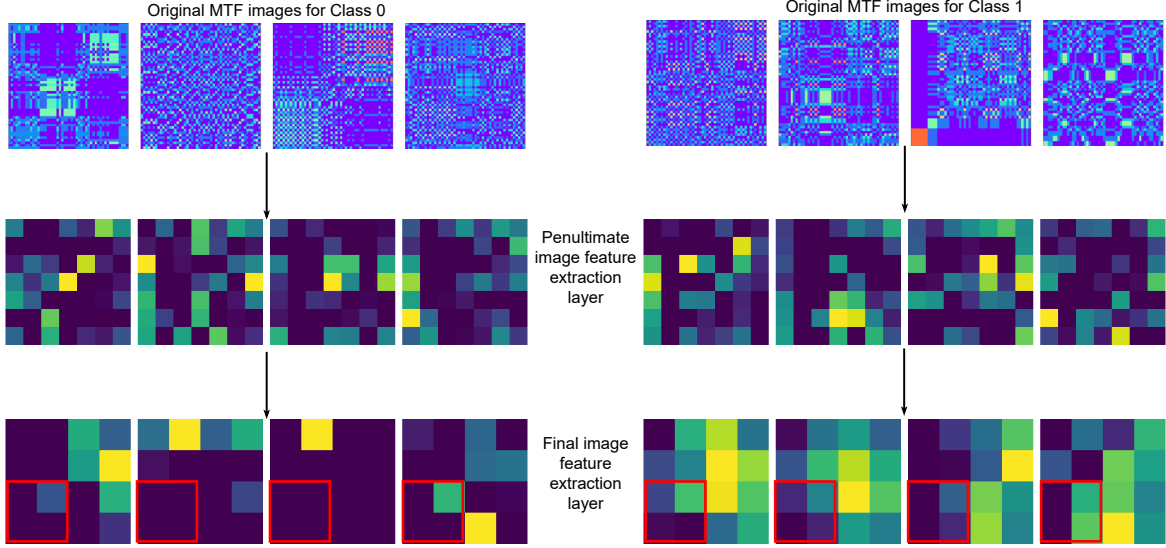 Original MTF images for Class 0
Original MTF images for Class 1
Penultimate
image feature
extraction
layer
Final image
feature
extraction
layer